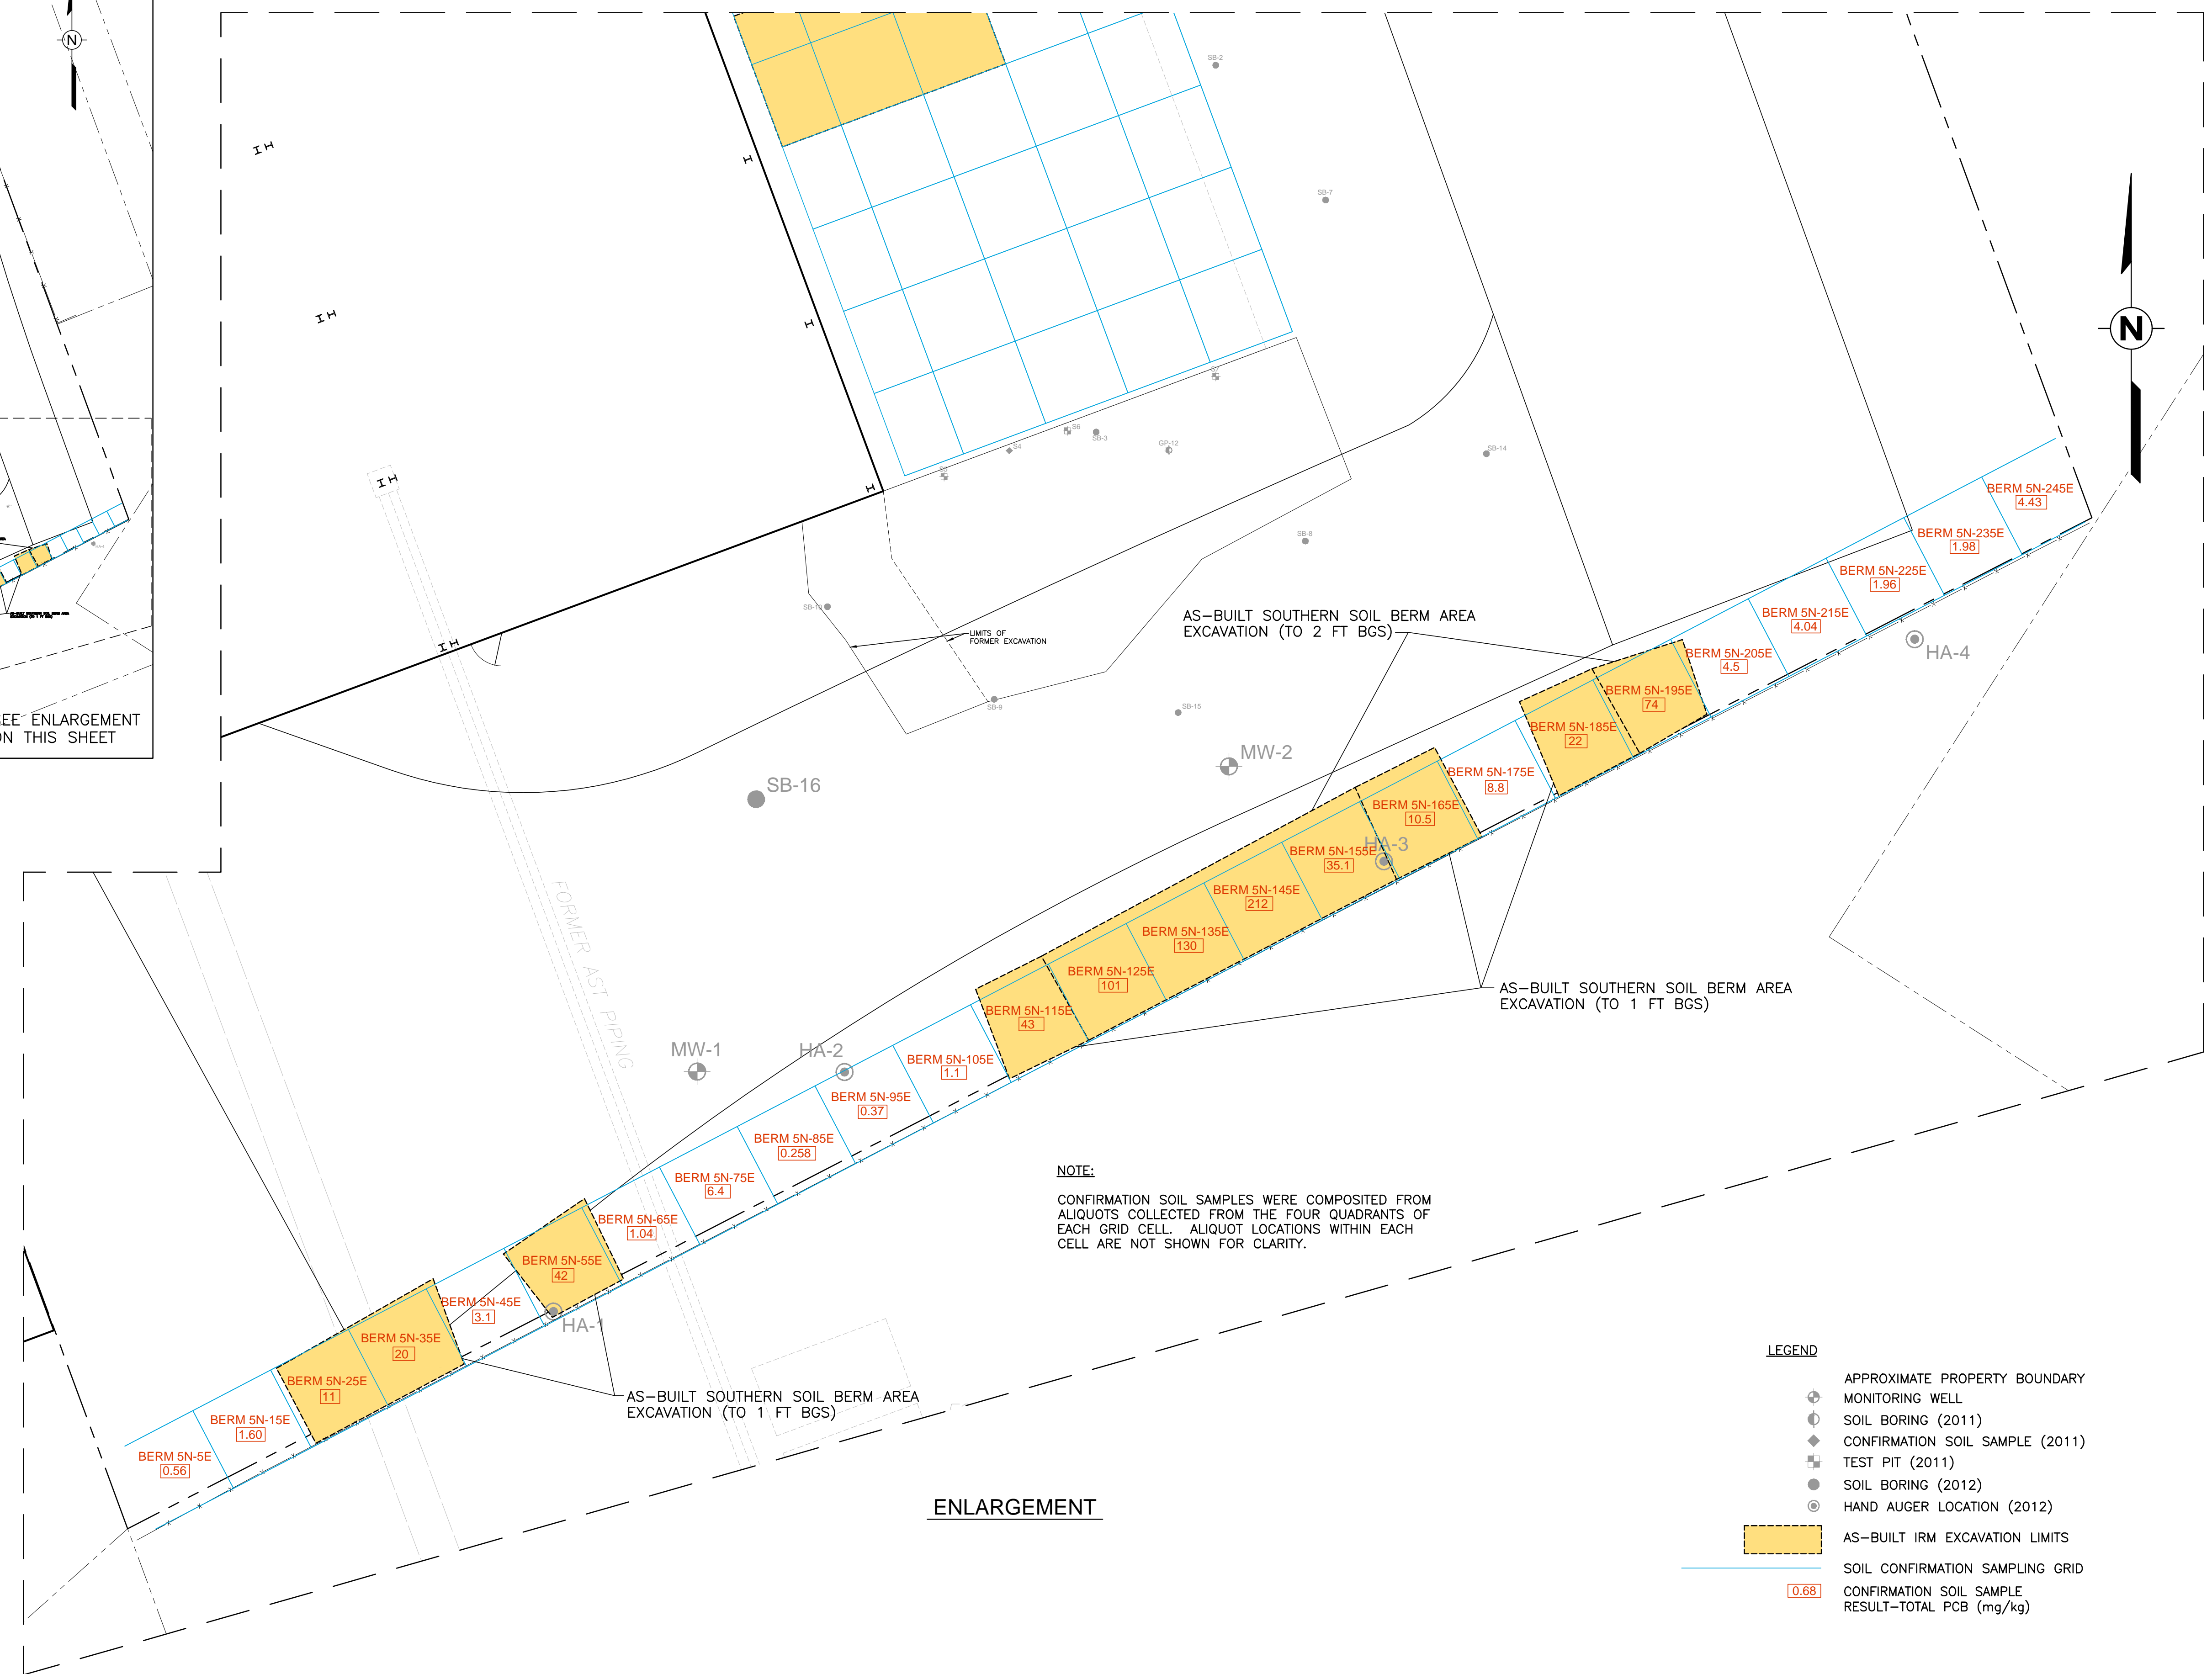 N
SEE ENLARGEMENT
ON THIS SHEET
SB-2
SB-7
S7
S6
SB-3
S4
GP-12
SB-14
SB-8
LIMITS OF
FORMER EXCAVATION
SB-9
SB-15
MW-2
SB-16
FORMER AST PIPING
MW-1
HA-2
HA-1
HA-3
HA-4
N
AS-BUILT SOUTHERN SOIL BERM AREA
EXCAVATION (TO 2 FT BGS)
AS-BUILT SOUTHERN SOIL BERM AREA
EXCAVATION (TO 1 FT BGS)
AS-BUILT SOUTHERN SOIL BERM AREA
EXCAVATION (TO 1 FT BGS)
BERM 5N-245E
4.43
BERM 5N-235E
1.98
BERM 5N-225E
1.96
BERM 5N-215E
4.04
BERM 5N-205E
4.5
BERM 5N-195E
74
BERM 5N-185E
22
BERM 5N-175E
8.8
BERM 5N-165E
10.5
BERM 5N-155E
35.1
BERM 5N-145E
212
BERM 5N-135E
130
BERM 5N-125E
101
BERM 5N-115E
43
BERM 5N-105E
1.1
BERM 5N-95E
0.37
BERM 5N-85E
0.258
BERM 5N-75E
6.4
BERM 5N-65E
1.04
BERM 5N-55E
42
BERM 5N-45E
3.1
BERM 5N-35E
20
BERM 5N-25E
11
BERM 5N-15E
1.60
BERM 5N-5E
0.56
NOTE:
CONFIRMATION SOIL SAMPLES WERE COMPOSITED FROM
ALIQUOTS COLLECTED FROM THE FOUR QUADRANTS OF
EACH GRID CELL. ALIQUOT LOCATIONS WITHIN EACH
CELL ARE NOT SHOWN FOR CLARITY.
ENLARGEMENT
LEGEND
APPROXIMATE PROPERTY BOUNDARY
MONITORING WELL
SOIL BORING (2011)
CONFIRMATION SOIL SAMPLE (2011)
TEST PIT (2011)
SOIL BORING (2012)
HAND AUGER LOCATION (2012)
AS-BUILT IRM EXCAVATION LIMITS
SOIL CONFIRMATION SAMPLING GRID
0.68
CONFIRMATION SOIL SAMPLE
RESULT-TOTAL PCB (mg/kg)